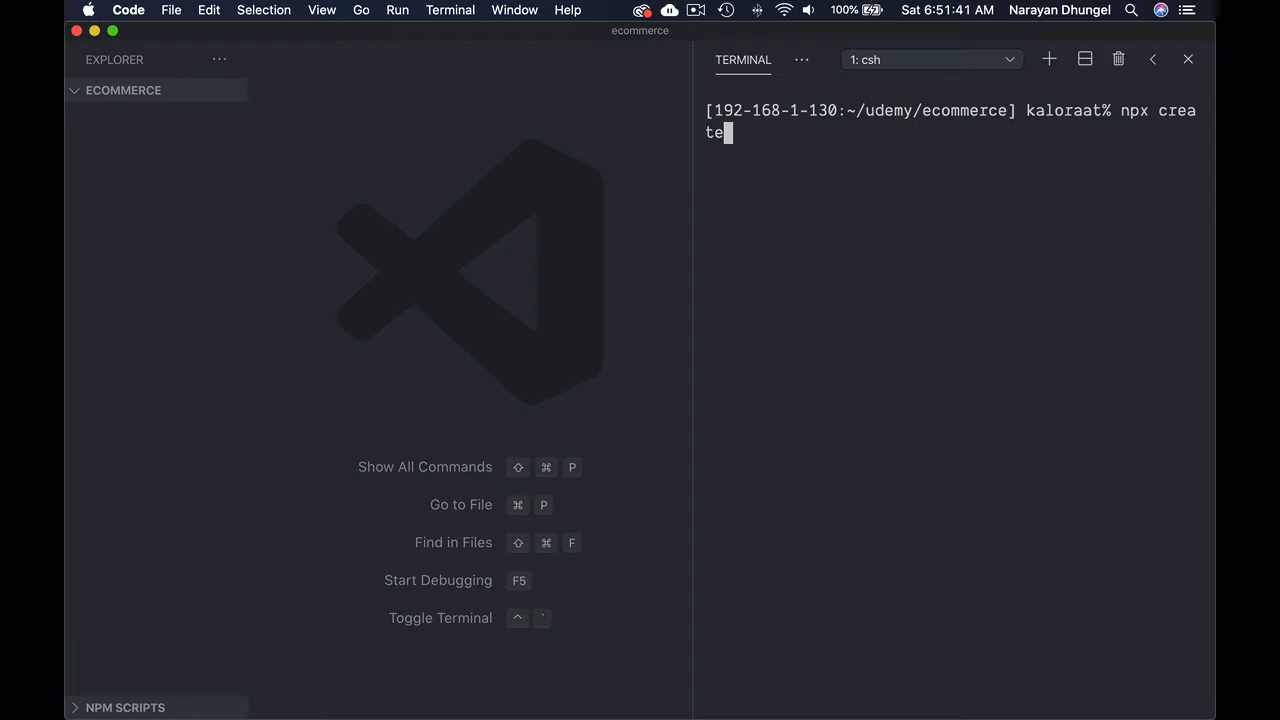 Code File Edit Selection View Go Run Terminal Window Help 100% Sat 6:51:41 AM Narayan Dhungel
ecommerce
EXPLORER ···
ECOMMERCE
TERMINAL ··· 1: csh
[192-168-1-130:~/udemy/ecommerce] kaloraat% npx crea
te
Show All Commands ⇧ ⌘ P
Go to File ⌘ P
Find in Files ⇧ ⌘ F
Start Debugging F5
Toggle Terminal ^ `
NPM SCRIPTS